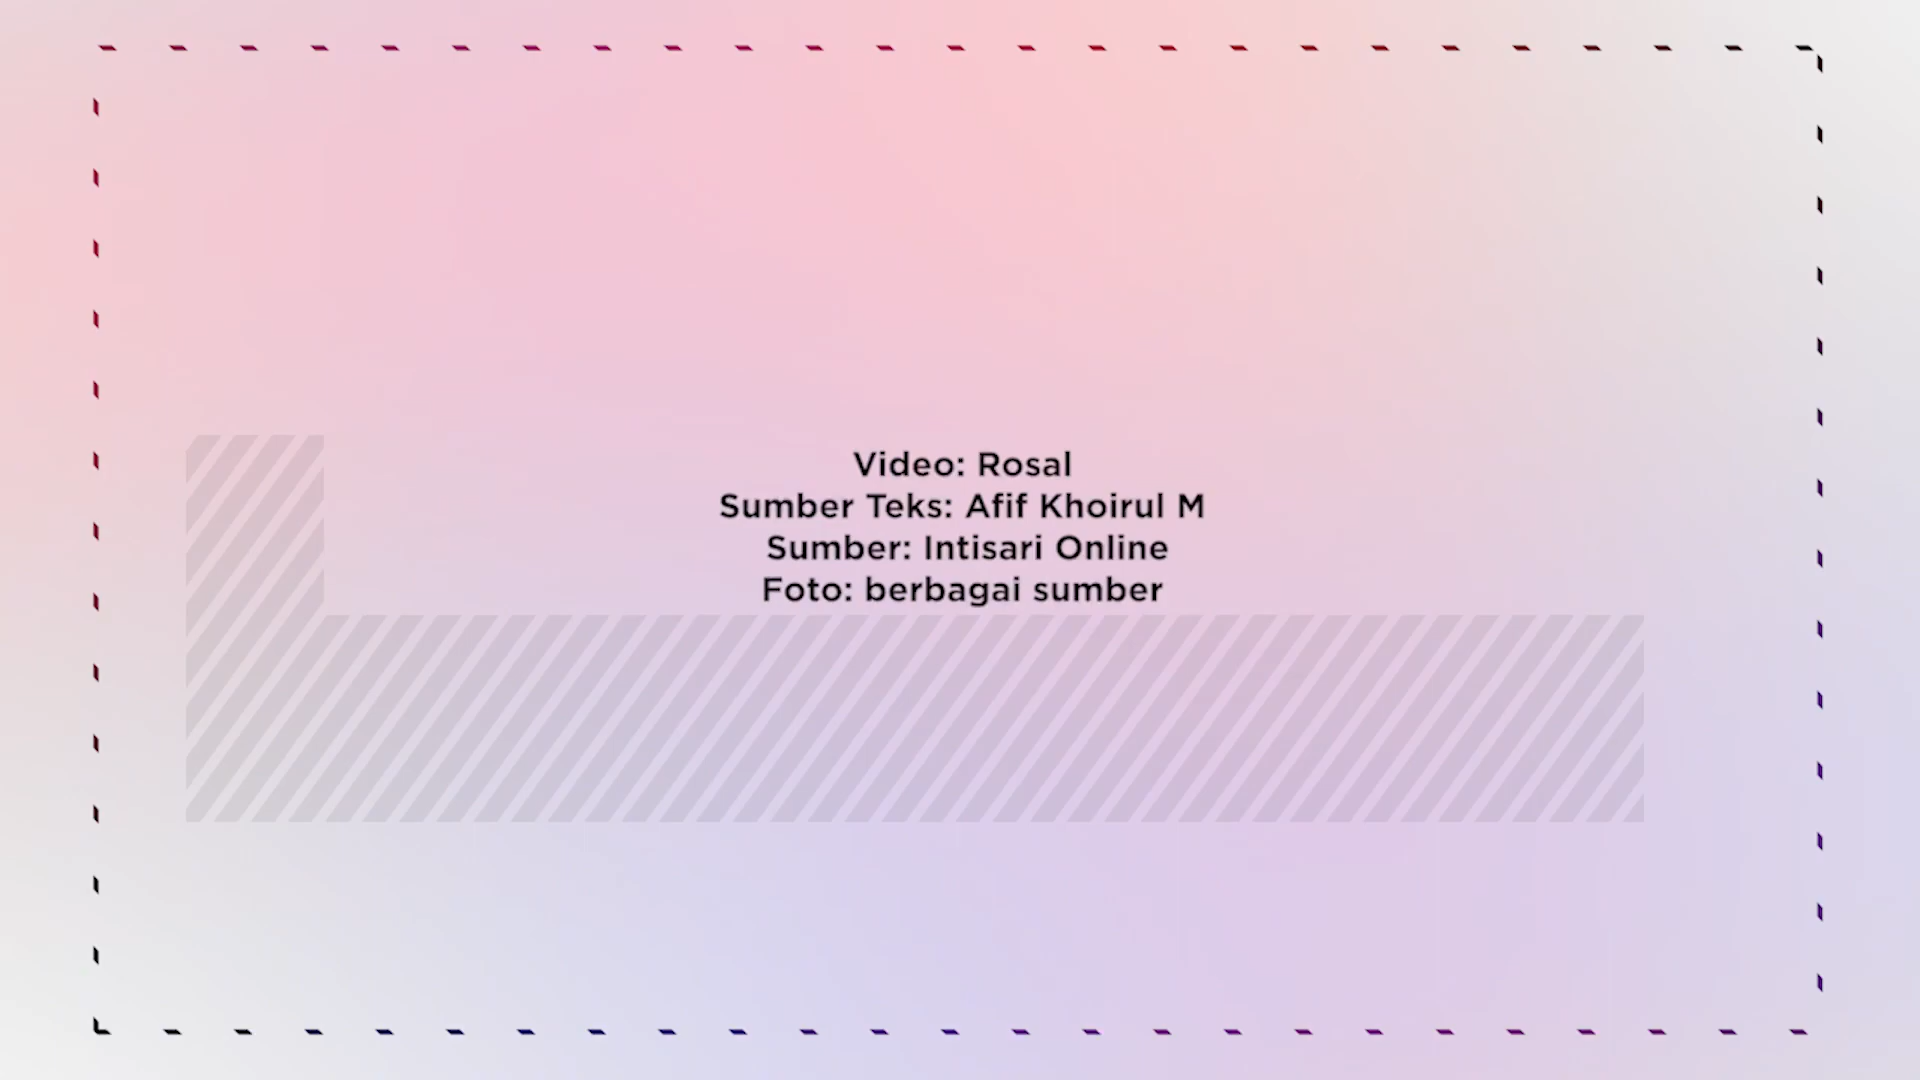 Video: Rosal
Sumber Teks: Afif Khoirul M
Sumber: Intisari Online
Foto: berbagai sumber